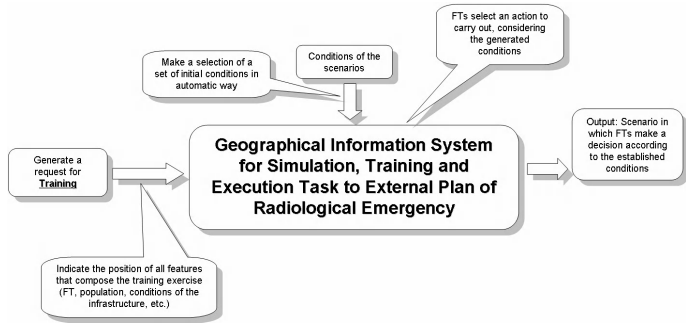 FTs select an action to
carry out, considering
the generated
conditions
Make a selection of a
set of initial conditions in
automatic way
Conditions of the
scenarios
Output: Scenario in
which FTs make a
decision according
to the established
conditions
Generate a
request for
Training
Geographical Information System
for Simulation, Training and
Execution Task to External Plan of
Radiological Emergency
Indicate the position of all features
that compose the training exercise
(FT, population, conditions of the
infrastructure, etc.)